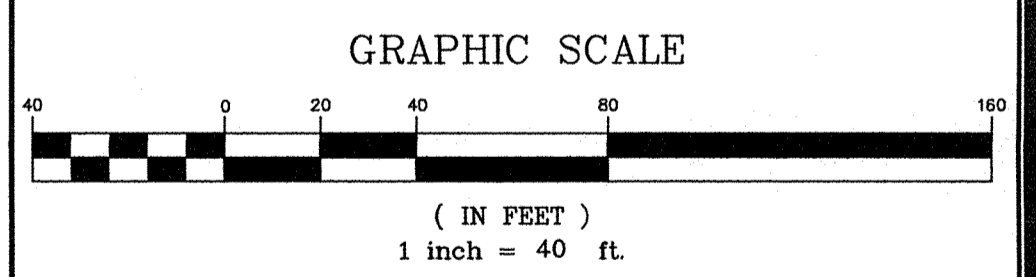 GRAPHIC SCALE
40 0 20 40 80 160
( IN FEET )
1 inch = 40 ft.